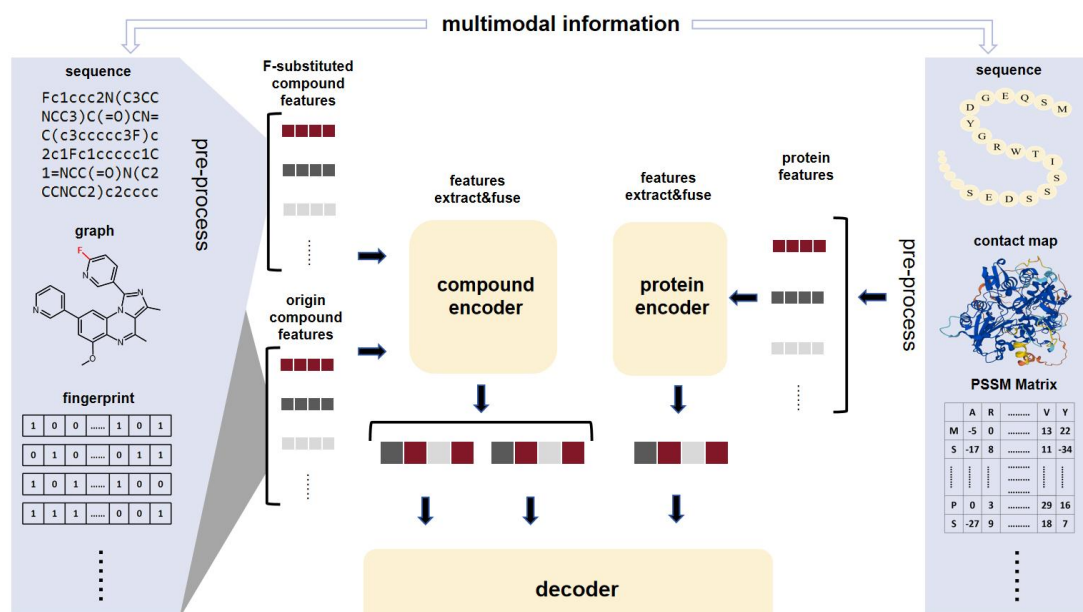 multimodal information
sequence
Fc1ccc2N(C3CC
NCC3)C(=O)CN=
C(c3ccccc3F)c
2c1Fc1ccccc1C
1=NCC(=O)N(C2
CCNCC2)c2cccc
graph
F
N
N
N
N
N
O
fingerprint
1 0 0 ...... 1 0 1
0 1 0 ...... 0 1 1
1 0 1 ...... 1 0 0
1 1 1 ...... 0 0 1
pre-process
F-substituted
compound
features
origin
compound
features
features
extract&fuse
compound
encoder
features
extract&fuse
protein
encoder
protein
features
decoder
pre-process
sequence
D G E Q S M
Y G R W T I S S S S D E S
contact map
PSSM Matrix
A R ......... V Y
M -5 0 ......... 13 22
S -17 8 ......... 11 -34
P 0 3 ......... 29 16
S -27 9 ......... 18 7